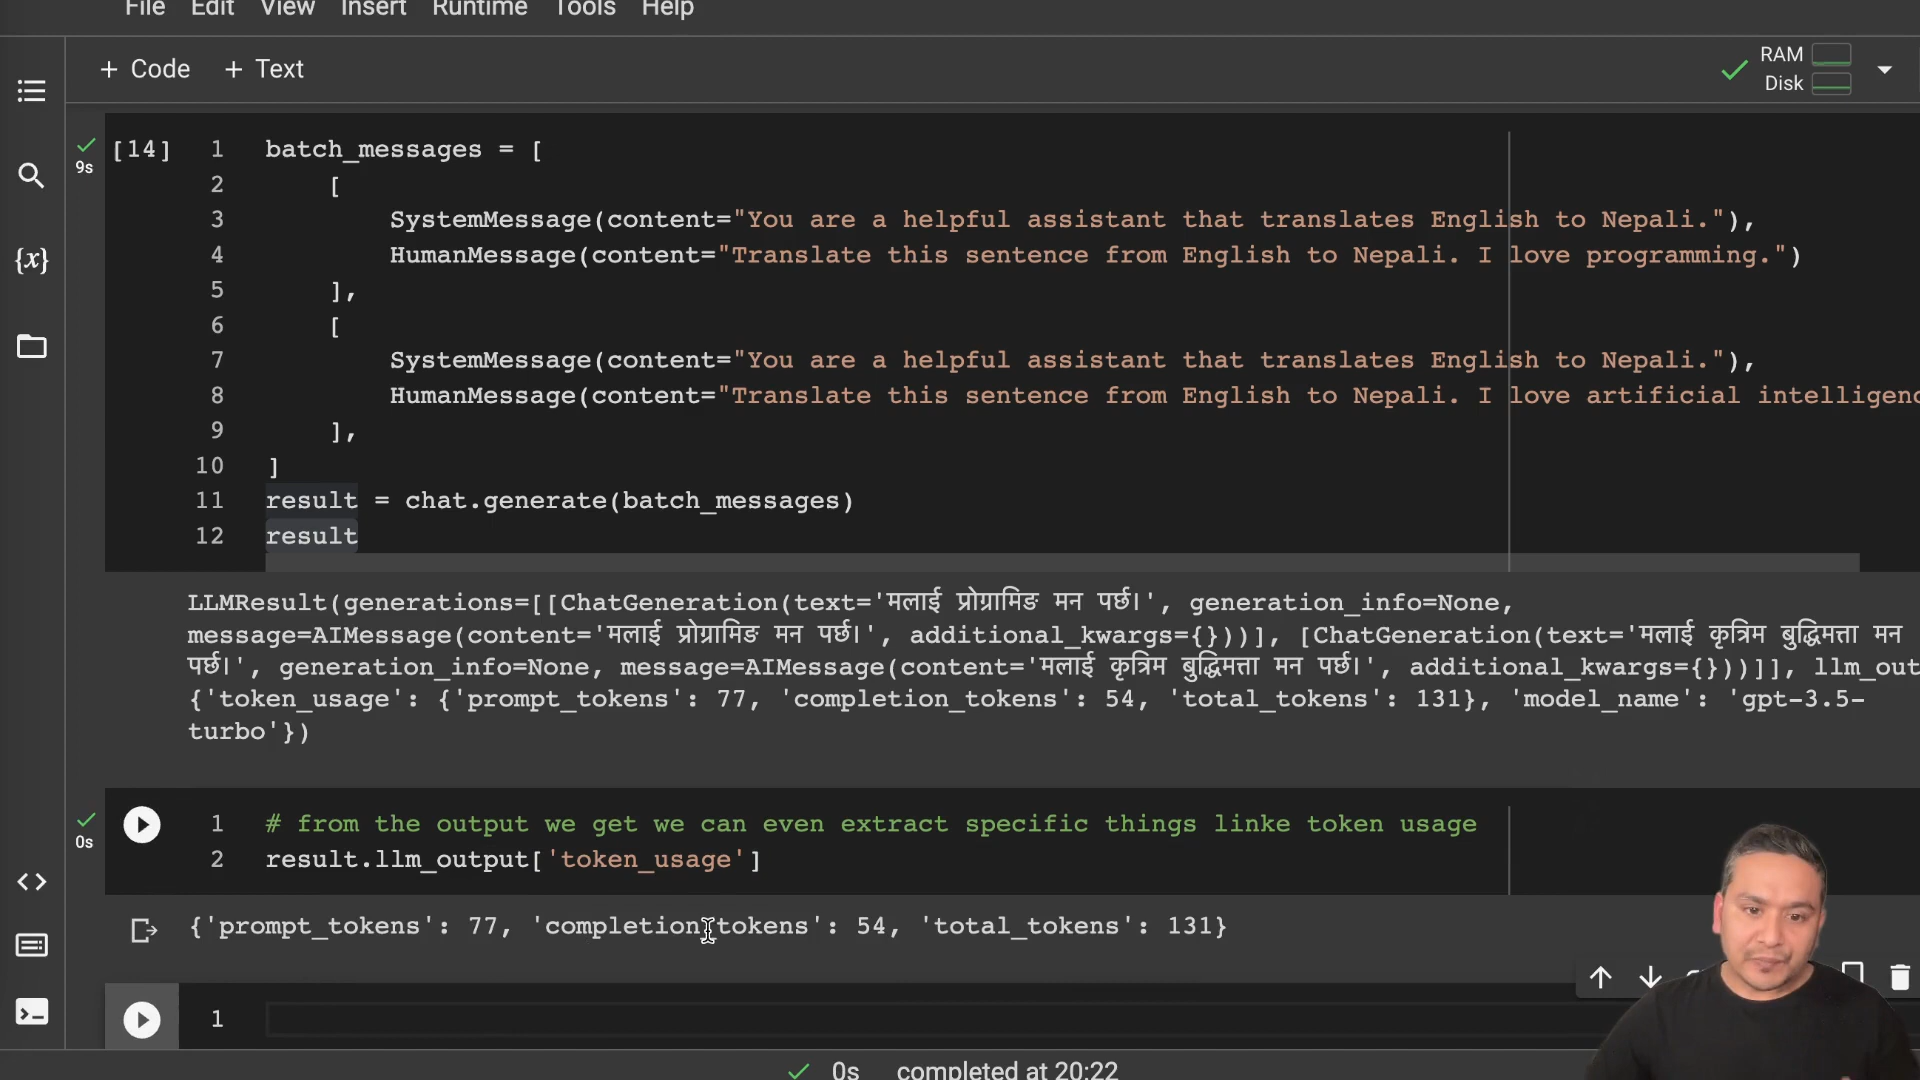 File Edit View Insert Runtime Tools Help
+ Code + Text
RAM
Disk
9s
[14] 1 batch_messages = [
2 [
3 SystemMessage(content="You are a helpful assistant that translates English to Nepali."),
4 HumanMessage(content="Translate this sentence from English to Nepali. I love programming.")
5 ],
6 [
7 SystemMessage(content="You are a helpful assistant that translates English to Nepali."),
8 HumanMessage(content="Translate this sentence from English to Nepali. I love artificial intelligenc
9 ],
10 ]
11 result = chat.generate(batch_messages)
12 result
LLMResult(generations=[[ChatGeneration(text='मलाई प्रोग्रामिङ मन पर्छ।', generation_info=None,
message=AIMessage(content='मलाई प्रोग्रामिङ मन पर्छ।', additional_kwargs={}))], [ChatGeneration(text='मलाई कृत्रिम बुद्धिमत्ता मन
पर्छ।', generation_info=None, message=AIMessage(content='मलाई कृत्रिम बुद्धिमत्ता मन पर्छ।', additional_kwargs={}))]], llm_out
{'token_usage': {'prompt_tokens': 77, 'completion_tokens': 54, 'total_tokens': 131}, 'model_name': 'gpt-3.5-
turbo'})
0s
1 # from the output we get we can even extract specific things linke token usage
2 result.llm_output['token_usage']
{'prompt_tokens': 77, 'completion_tokens': 54, 'total_tokens': 131}
1
0s completed at 20:22